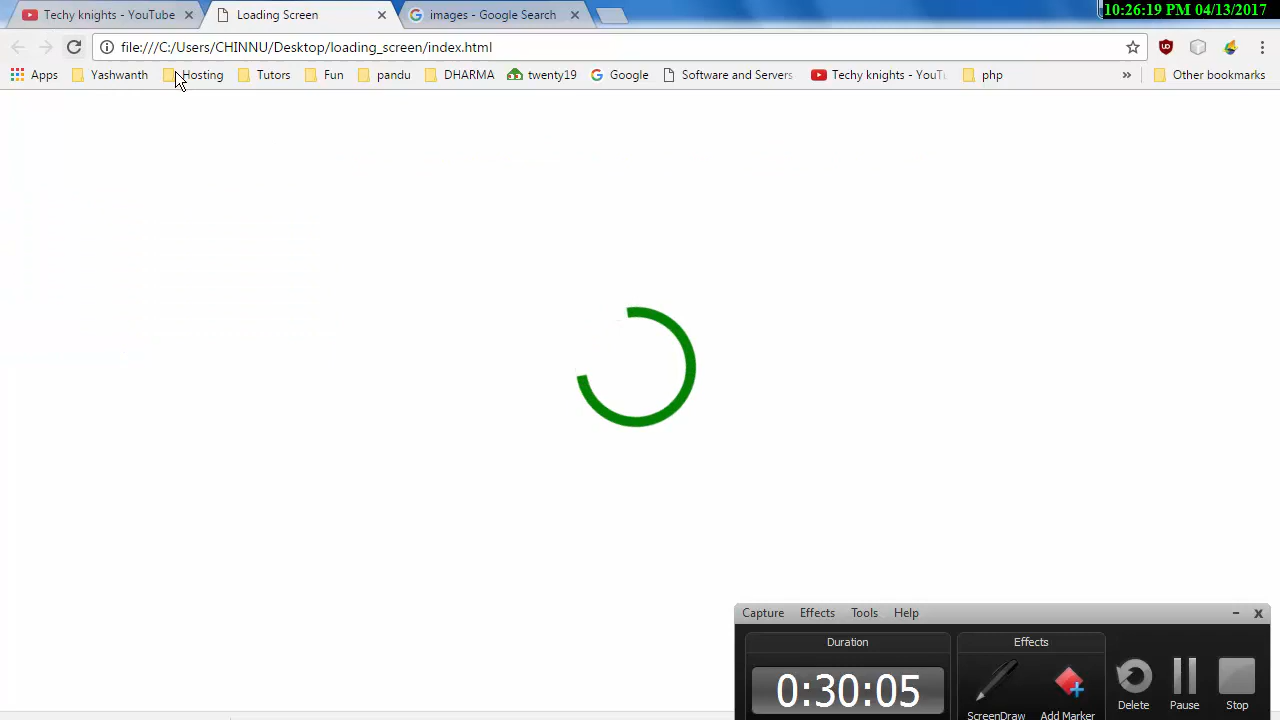 Techy knights - YouTube Loading Screen images - Google Search 10:26:19 PM 04/13/2017
file:///C:/Users/CHINNU/Desktop/loading_screen/index.html
Apps Yashwanth Hosting Tutors Fun pandu DHARMA twenty19 Google Software and Servers Techy knights - YouTu php » Other bookmarks
Capture Effects Tools Help
Duration Effects
0:30:05
ScreenDraw Add Marker Delete Pause Stop